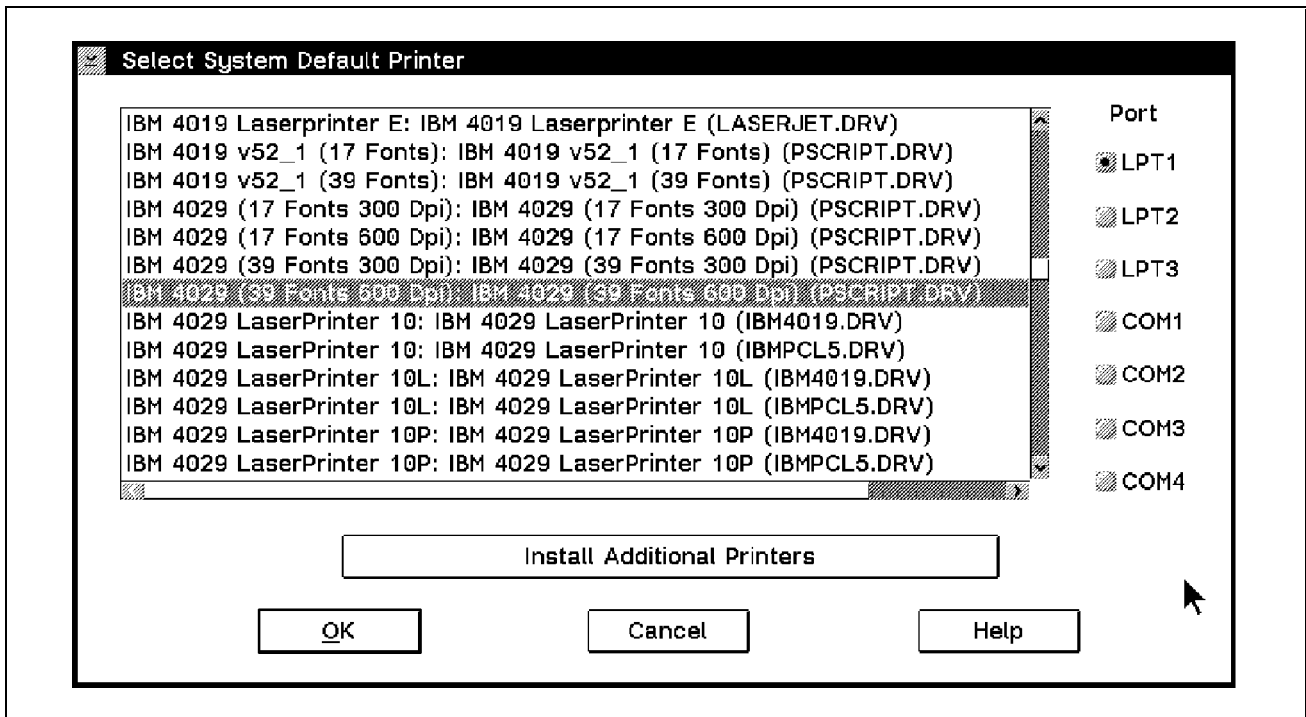 Select System Default Printer
IBM 4019 Laserprinter E: IBM 4019 Laserprinter E (LASERJET.DRV)
IBM 4019 v52_1 (17 Fonts): IBM 4019 v52_1 (17 Fonts) (PSCRIPT.DRV)
IBM 4019 v52_1 (39 Fonts): IBM 4019 v52_1 (39 Fonts) (PSCRIPT.DRV)
IBM 4029 (17 Fonts 300 Dpi): IBM 4029 (17 Fonts 300 Dpi) (PSCRIPT.DRV)
IBM 4029 (17 Fonts 600 Dpi): IBM 4029 (17 Fonts 600 Dpi) (PSCRIPT.DRV)
IBM 4029 (39 Fonts 300 Dpi): IBM 4029 (39 Fonts 300 Dpi) (PSCRIPT.DRV)
IBM 4029 (39 Fonts 600 Dpi): IBM 4029 (39 Fonts 600 Dpi) (PSCRIPT.DRV)
IBM 4029 LaserPrinter 10: IBM 4029 LaserPrinter 10 (IBM4019.DRV)
IBM 4029 LaserPrinter 10: IBM 4029 LaserPrinter 10 (IBMPCL5.DRV)
IBM 4029 LaserPrinter 10L: IBM 4029 LaserPrinter 10L (IBM4019.DRV)
IBM 4029 LaserPrinter 10L: IBM 4029 LaserPrinter 10L (IBMPCL5.DRV)
IBM 4029 LaserPrinter 10P: IBM 4029 LaserPrinter 10P (IBM4019.DRV)
IBM 4029 LaserPrinter 10P: IBM 4029 LaserPrinter 10P (IBMPCL5.DRV)
Port
LPT1
LPT2
LPT3
COM1
COM2
COM3
COM4
Install Additional Printers
OK
Cancel
Help